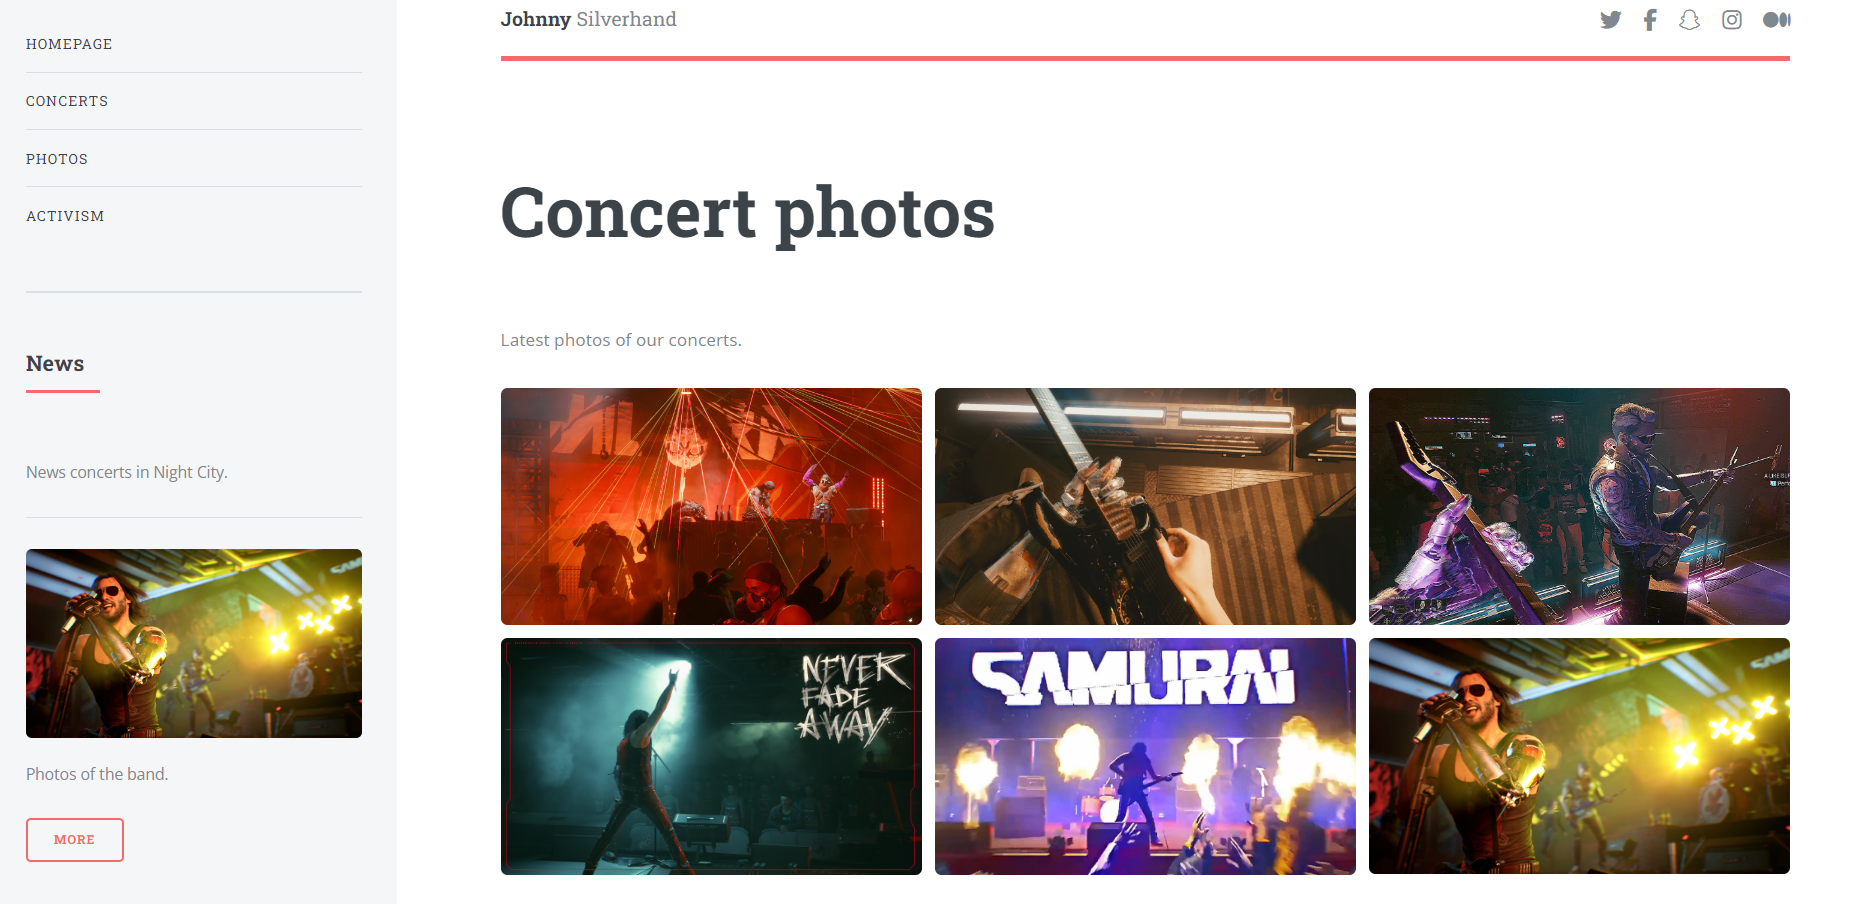 HOMEPAGE
CONCERTS
PHOTOS
ACTIVISM
News
News concerts in Night City.
Photos of the band.
MORE
Johnny Silverhand
Concert photos
Latest photos of our concerts.
NEVER
FADE
AWAY
SAMURAI